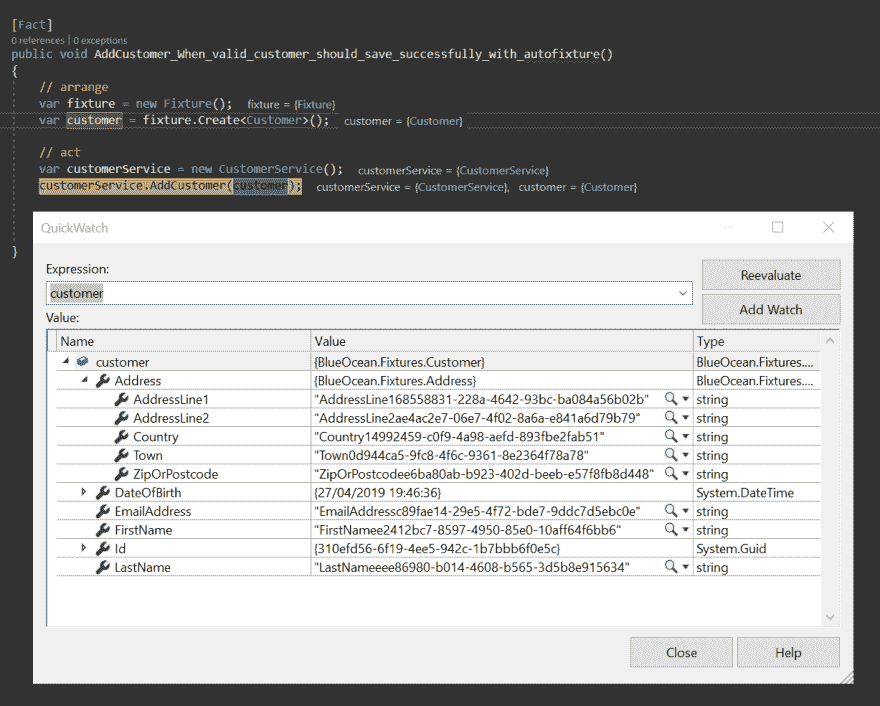 [Fact]
0 references | 0 exceptions
public void AddCustomer_When_valid_customer_should_save_successfully_with_autofixture()
{
// arrange
var fixture = new Fixture(); fixture = {Fixture}
var customer = fixture.Create<Customer>(); customer = {Customer}
// act
var customerService = new CustomerService(); customerService = {CustomerService}
customerService.AddCustomer(customer); customerService = {CustomerService}, customer = {Customer}
}
QuickWatch
Expression:
Reevaluate
customer
Add Watch
Value:
Name Value Type
customer {BlueOcean.Fixtures.Customer} BlueOcean.Fixtures....
Address {BlueOcean.Fixtures.Address} BlueOcean.Fixtures....
AddressLine1 "AddressLine168558831-228a-4642-93bc-ba084a56b02b" string
AddressLine2 "AddressLine2ae4ac2e7-06e7-4f02-8a6a-e841a6d79b79" string
Country "Country14992459-c0f9-4a98-aefd-893fbe2fab51" string
Town "Town0d944ca5-9fc8-4f6c-9361-8e2364f78a78" string
ZipOrPostcode "ZipOrPostcodee6ba80ab-b923-402d-beeb-e57f8fb8d448" string
DateOfBirth {27/04/2019 19:46:36} System.DateTime
EmailAddress "EmailAddressc89fae14-29e5-4f72-bde7-9ddc7d5ebc0e" string
FirstName "FirstNamee2412bc7-8597-4950-85e0-10aff64f6bb6" string
Id {310efd56-6f19-4ee5-942c-1b7bbb6f0e5c} System.Guid
LastName "LastNameeee86980-b014-4608-b565-3d5b8e915634" string
Close Help